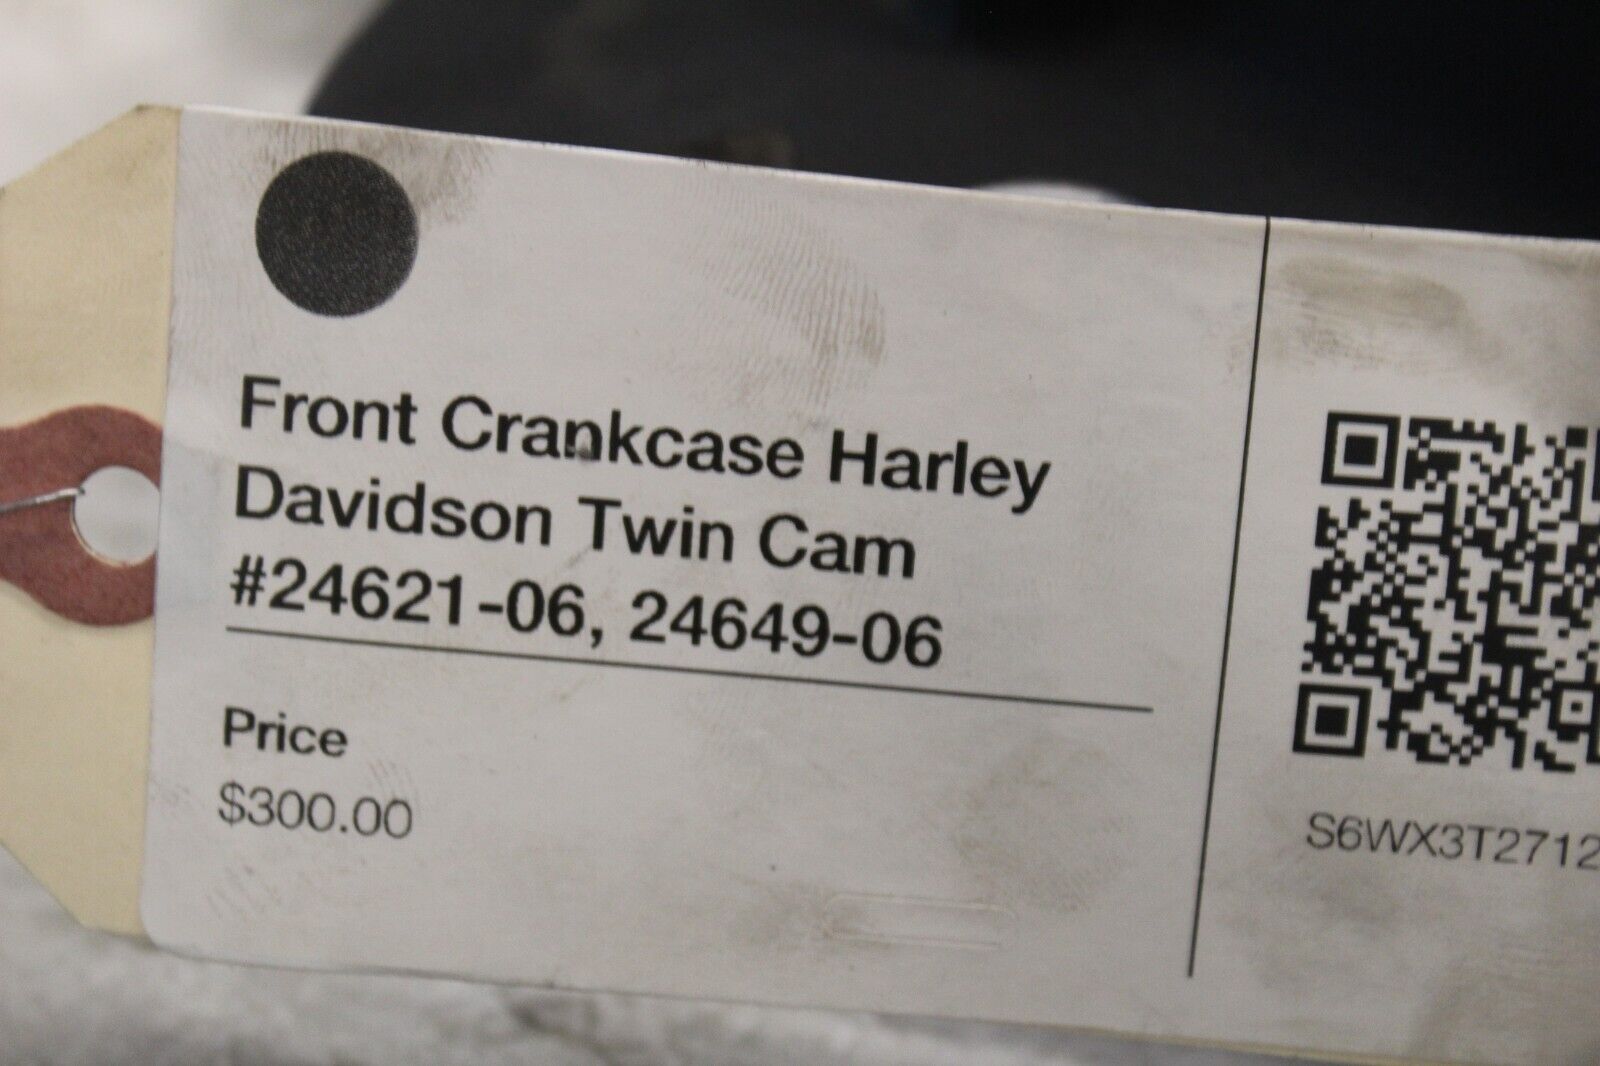 Front Crankcase Harley
Davidson Twin Cam
#24621-06, 24649-06
Price
$300.00
S6WX3T2712